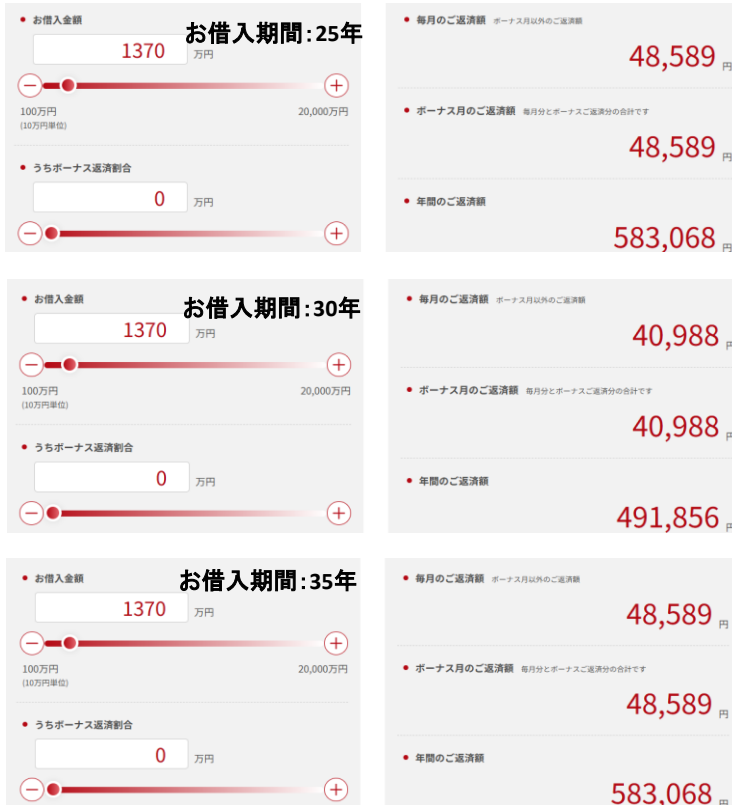 お借入金額
お借入期間:25年
1370 万円
100万円 20,000万円
(10万円単位)
うちボーナス返済割合
0 万円
毎月のご返済額 ボーナス月以外のご返済額
48,589 円
ボーナス月のご返済額 毎月分とボーナスご返済分の合計です
48,589 円
年間のご返済額
583,068 円
お借入金額
お借入期間:30年
1370 万円
100万円 20,000万円
(10万円単位)
うちボーナス返済割合
0 万円
毎月のご返済額 ボーナス月以外のご返済額
40,988 円
ボーナス月のご返済額 毎月分とボーナスご返済分の合計です
40,988 円
年間のご返済額
491,856 円
お借入金額
お借入期間:35年
1370 万円
100万円 20,000万円
(10万円単位)
うちボーナス返済割合
0 万円
毎月のご返済額 ボーナス月以外のご返済額
48,589 円
ボーナス月のご返済額 毎月分とボーナスご返済分の合計です
48,589 円
年間のご返済額
583,068 円